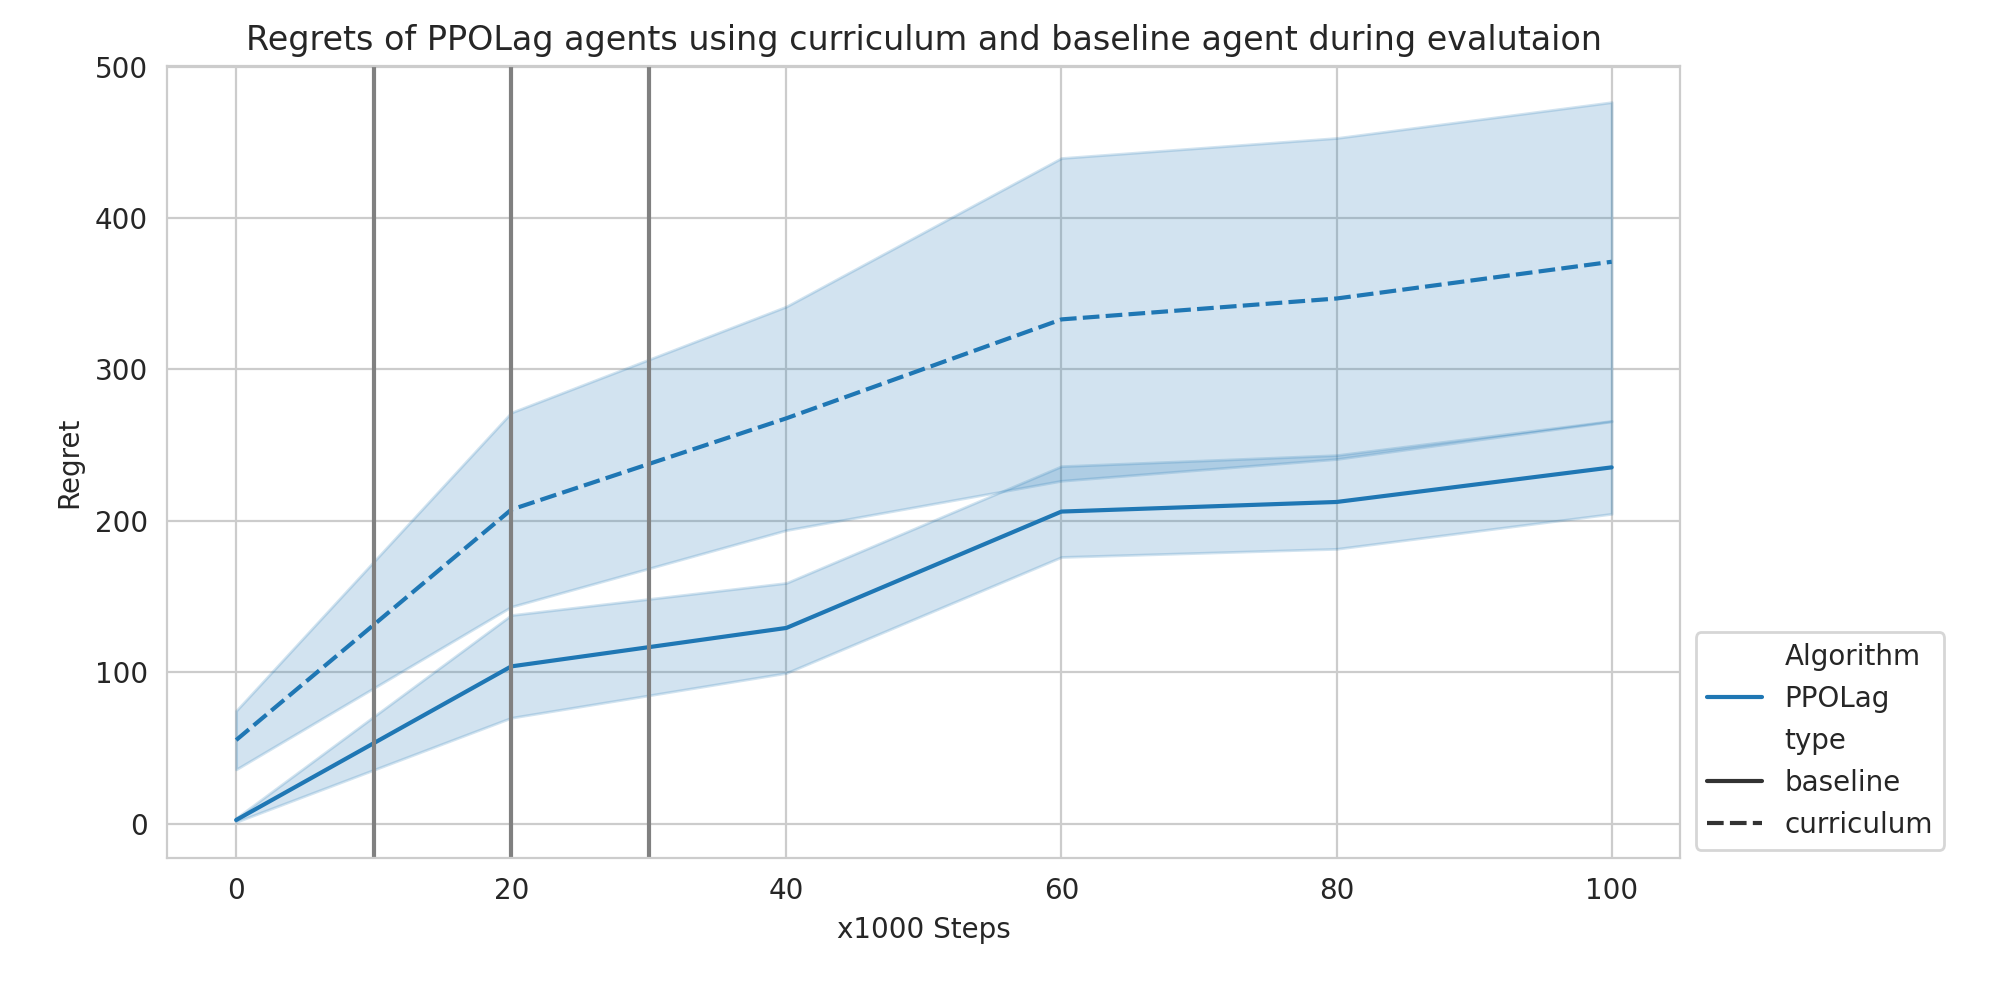 Regrets of PPOLag agents using curriculum and baseline agent during evalutaion
500
400
300
200
100
0
Regret
0 20 40 60 80 100
x1000 Steps
Algorithm
PPOLag
type
baseline
curriculum